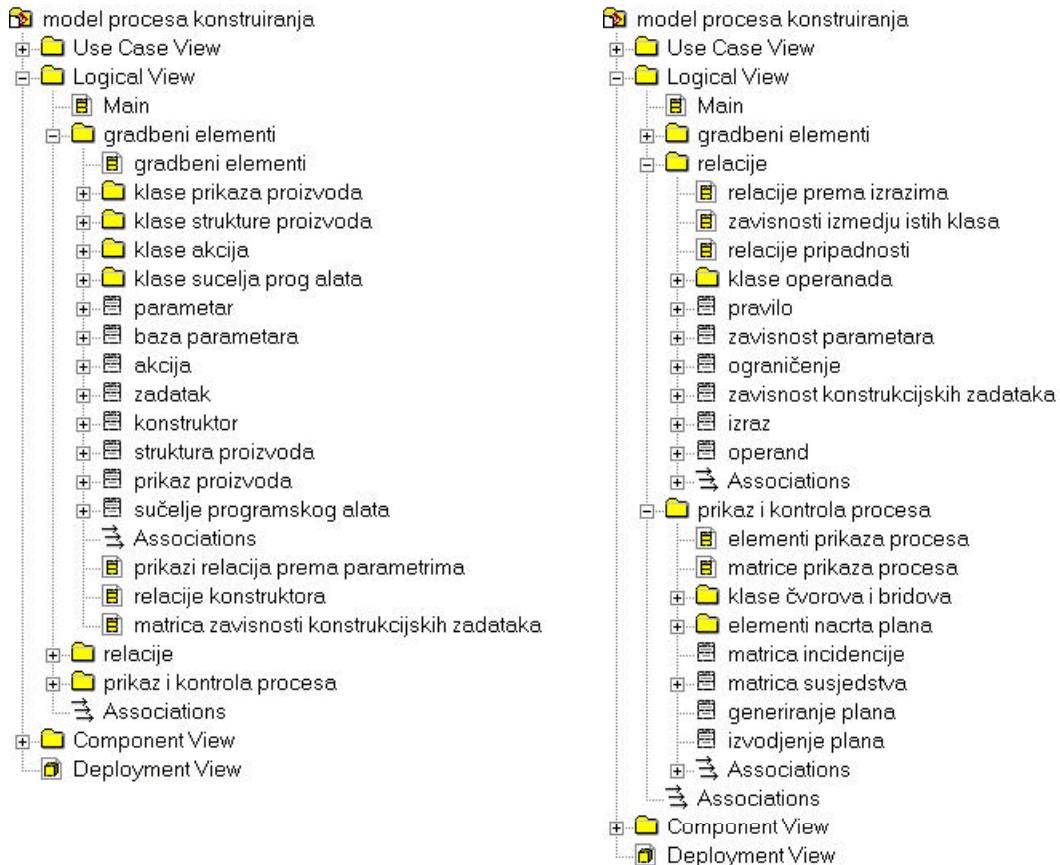 model procesa konstruiranja
Use Case View
Logical View
Main
gradbeni elementi
gradbeni elementi
klase prikaza proizvoda
klase strukture proizvoda
klase akcija
klase sucelja prog alata
parametar
baza parametara
akcija
zadatak
konstruktor
struktura proizvoda
prikaz proizvoda
sučelje programskog alata
Associations
prikazi relacija prema parametrima
relacije konstruktora
matrica zavisnosti konstrukcijskih zadataka
relacije
prikaz i kontrola procesa
Associations
Component View
Deployment View
model procesa konstruiranja
Use Case View
Logical View
Main
gradbeni elementi
relacije
relacije prema izrazima
zavisnosti izmedju istih klasa
relacije pripadnosti
klase operanada
pravilo
zavisnost parametara
ograničenje
zavisnost konstrukcijskih zadataka
izraz
operand
Associations
prikaz i kontrola procesa
elementi prikaza procesa
matrice prikaza procesa
klase čvorova i bridova
elementi nacrta plana
matrica incidencije
matrica susjedstva
generiranje plana
izvodjenje plana
Associations
Associations
Component View
Deployment View